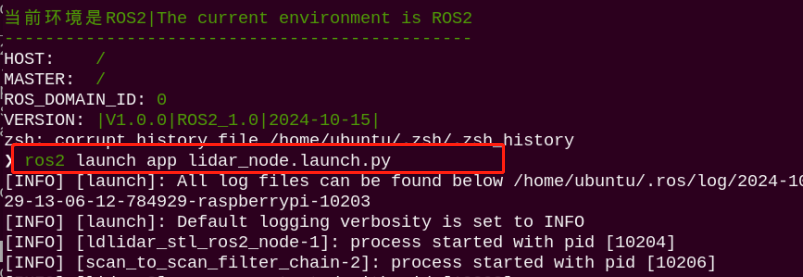 当前环境是ROS2|The current environment is ROS2
-----------------------------------------------
HOST:    /
MASTER:  /
ROS_DOMAIN_ID: 0
VERSION: |V1.0.0|ROS2_1.0|2024-10-15|
zsh: corrupt history file /home/ubuntu/.zsh/.zsh_history
❯ ros2 launch app lidar_node.launch.py
[INFO] [launch]: All log files can be found below /home/ubuntu/.ros/log/2024-10
29-13-06-12-784929-raspberrypi-10203
[INFO] [launch]: Default logging verbosity is set to INFO
[INFO] [ldlidar_stl_ros2_node-1]: process started with pid [10204]
[INFO] [scan_to_scan_filter_chain-2]: process started with pid [10206]